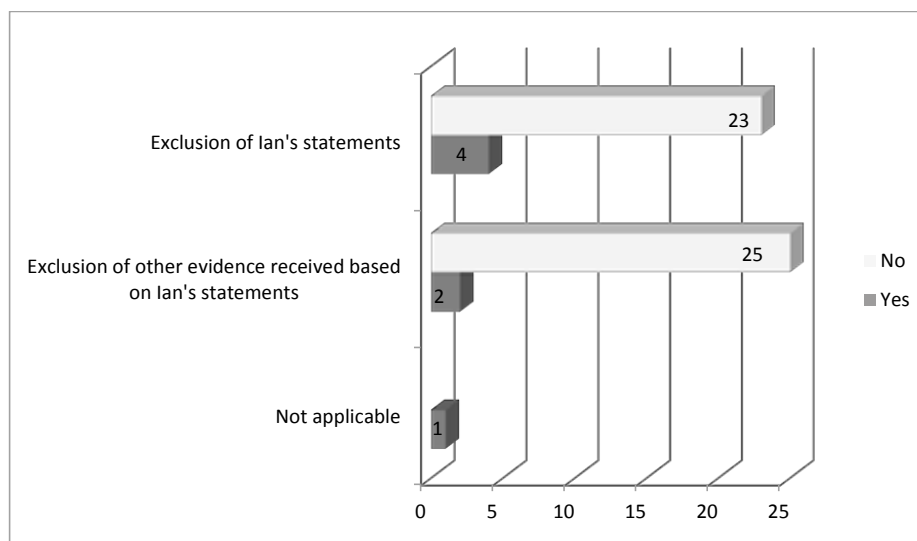 Exclusion of Ian's statements
23
4
Exclusion of other evidence received based
on Ian's statements
25
2
Not applicable
1
No
Yes
0 5 10 15 20 25